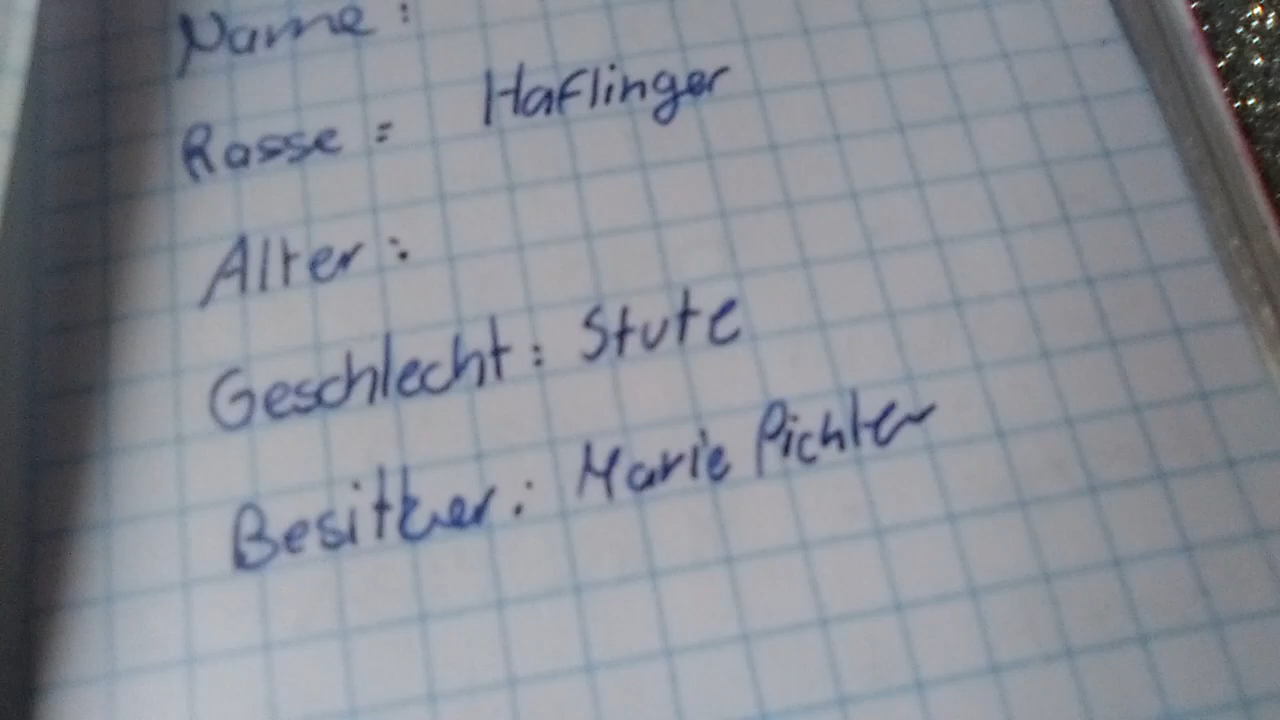 Name:
Rasse: Haflinger
Alter:
Geschlecht: Stute
Besitzer: Marie Pichler